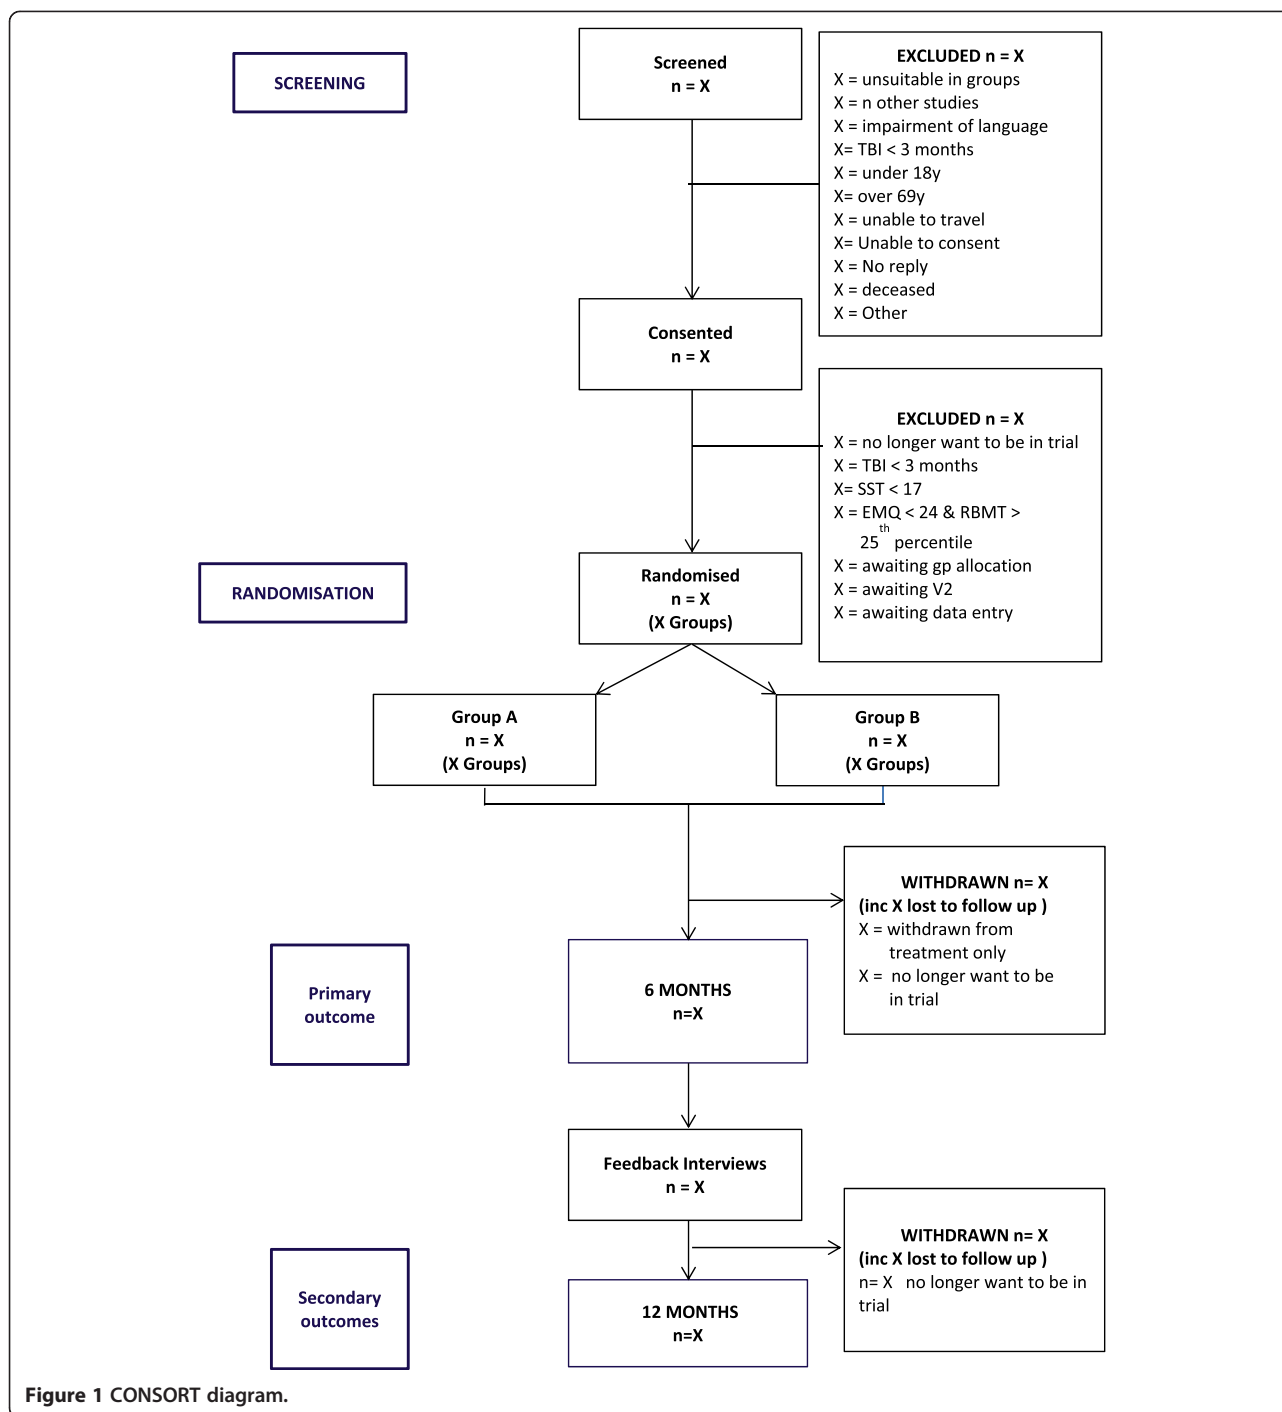 SCREENING
Screened
n = X
EXCLUDED n = X
X = unsuitable in groups
X = n other studies
X = impairment of language
X= TBI < 3 months
X = under 18y
X= over 69y
X = unable to travel
X= Unable to consent
X = No reply
X = deceased
X = Other
Consented
n = X
EXCLUDED n = X
X = no longer want to be in trial
X = TBI < 3 months
X= SST < 17
X = EMQ < 24 & RBMT >
25th percentile
X = awaiting gp allocation
X = awaiting V2
X = awaiting data entry
RANDOMISATION
Randomised
n = X
(X Groups)
Group A
n = X
(X Groups)
Group B
n = X
(X Groups)
WITHDRAWN n= X
(inc X lost to follow up )
X = withdrawn from
treatment only
X =  no longer want to be
in trial
Primary
outcome
6 MONTHS
n=X
Feedback Interviews
n = X
WITHDRAWN n= X
(inc X lost to follow up )
n= X   no longer want to be in
trial
Secondary
outcomes
12 MONTHS
n=X
Figure 1 CONSORT diagram.